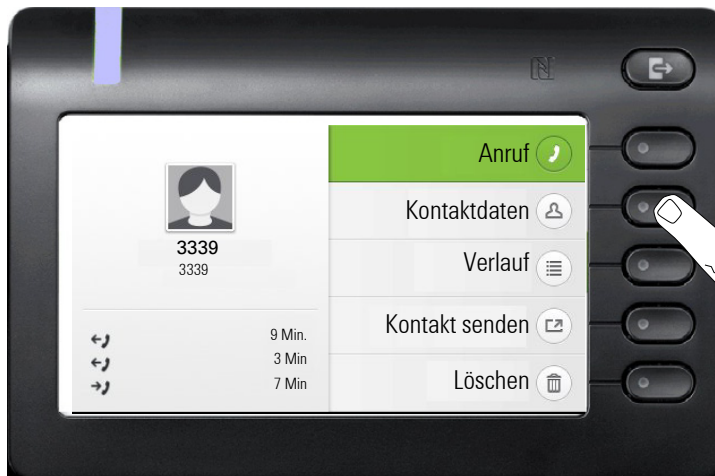 3339
3339
9 Min.
3 Min
7 Min
Anruf
Kontaktdaten
Verlauf
Kontakt senden
Löschen